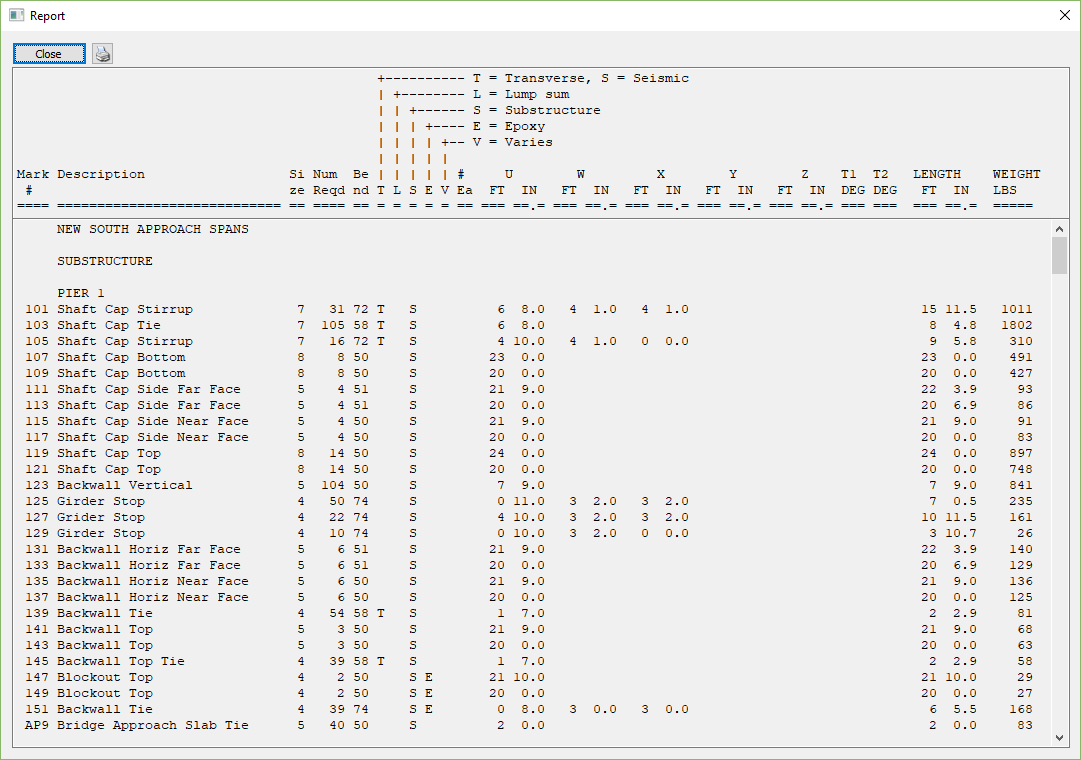 Report
Close
+---------- T = Transverse, S = Seismic
| +-------- L = Lump sum
| | +------ S = Substructure
| | | +---- E = Epoxy
| | | | +-- V = Varies
| | | | |
Mark Description                  Si Num  Be | | | | | #    U       W        X        Y        Z    T1  T2   LENGTH    WEIGHT
 #                                ze Reqd nd T L S E V Ea  FT  IN   FT  IN   FT  IN   FT  IN   FT  IN  DEG DEG   FT  IN   LBS
==== ============================ == ==== == = = = = = == === ==.= === ==.= === ==.= === ==.= === ==.= === ===  === ==.=  =====
NEW SOUTH APPROACH SPANS
SUBSTRUCTURE
PIER 1
101 Shaft Cap Stirrup 7 31 72 T S 6 8.0 4 1.0 4 1.0 15 11.5 1011
103 Shaft Cap Tie 7 105 58 T S 6 8.0 8 4.8 1802
105 Shaft Cap Stirrup 7 16 72 T S 4 10.0 4 1.0 0 0.0 9 5.8 310
107 Shaft Cap Bottom 8 8 50 S 23 0.0 23 0.0 491
109 Shaft Cap Bottom 8 8 50 S 20 0.0 20 0.0 427
111 Shaft Cap Side Far Face 5 4 51 S 21 9.0 22 3.9 93
113 Shaft Cap Side Far Face 5 4 51 S 20 0.0 20 6.9 86
115 Shaft Cap Side Near Face 5 4 50 S 21 9.0 21 9.0 91
117 Shaft Cap Side Near Face 5 4 50 S 20 0.0 20 0.0 83
119 Shaft Cap Top 8 14 50 S 24 0.0 24 0.0 897
121 Shaft Cap Top 8 14 50 S 20 0.0 20 0.0 748
123 Backwall Vertical 5 104 50 S 7 9.0 7 9.0 841
125 Girder Stop 4 50 74 S 0 11.0 3 2.0 3 2.0 7 0.5 235
127 Grider Stop 4 22 74 S 4 10.0 3 2.0 3 2.0 10 11.5 161
129 Girder Stop 4 10 74 S 0 10.0 3 2.0 0 0.0 3 10.7 26
131 Backwall Horiz Far Face 5 6 51 S 21 9.0 22 3.9 140
133 Backwall Horiz Far Face 5 6 51 S 20 0.0 20 6.9 129
135 Backwall Horiz Near Face 5 6 50 S 21 9.0 21 9.0 136
137 Backwall Horiz Near Face 5 6 50 S 20 0.0 20 0.0 125
139 Backwall Tie 4 54 58 T S 1 7.0 2 2.9 81
141 Backwall Top 5 3 50 S 21 9.0 21 9.0 68
143 Backwall Top 5 3 50 S 20 0.0 20 0.0 63
145 Backwall Top Tie 4 39 58 T S 1 7.0 2 2.9 58
147 Blockout Top 4 2 50 S E 21 10.0 21 10.0 29
149 Blockout Top 4 2 50 S E 20 0.0 20 0.0 27
151 Backwall Tie 4 39 74 S E 0 8.0 3 0.0 3 0.0 6 5.5 168
AP9 Bridge Approach Slab Tie 5 40 50 S 2 0.0 2 0.0 83